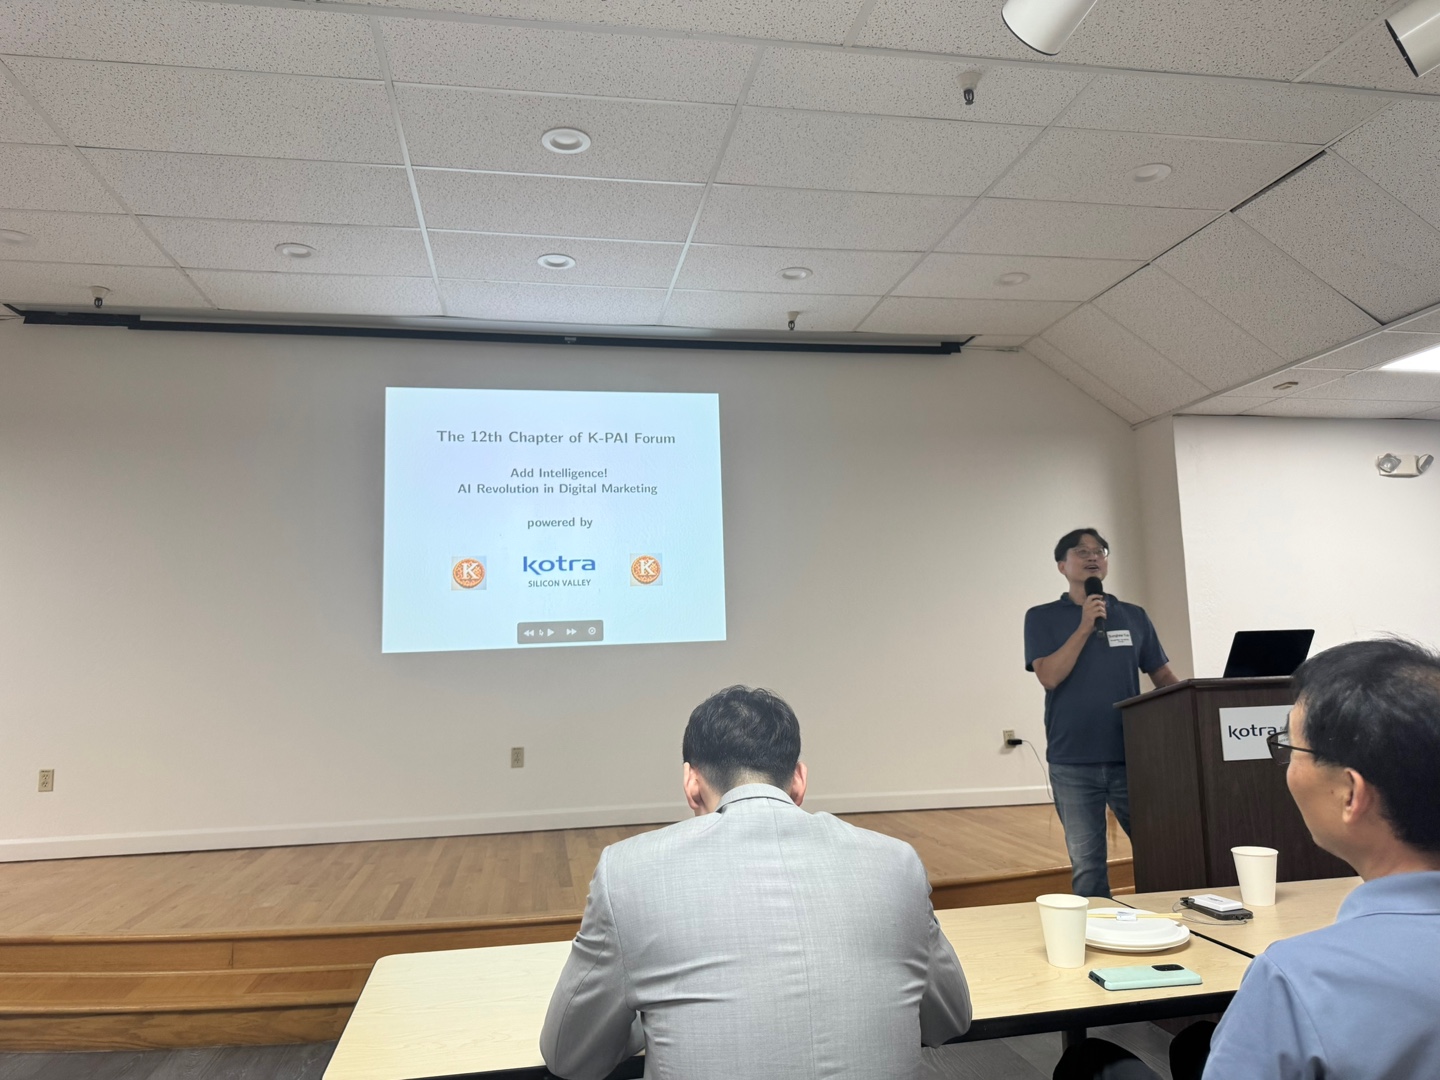 The 12th Chapter of K-PAI Forum
Add Intelligence!
AI Revolution in Digital Marketing
powered by
K
kotra
SILICON VALLEY
K
kotra